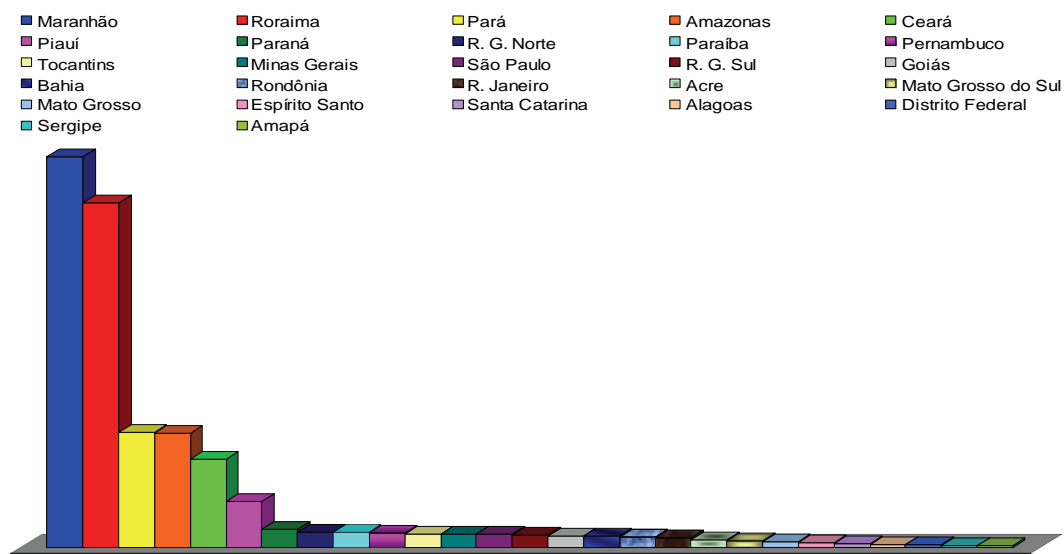 Maranhão Roraima Pará Amazonas Ceará
Piauí Paraná R. G. Norte Paraíba Pernambuco
Tocantins Minas Gerais São Paulo R. G. Sul Goiás
Bahia Rondônia R. Janeiro Acre Mato Grosso do Sul
Mato Grosso Espírito Santo Santa Catarina Alagoas Distrito Federal
Sergipe Amapá